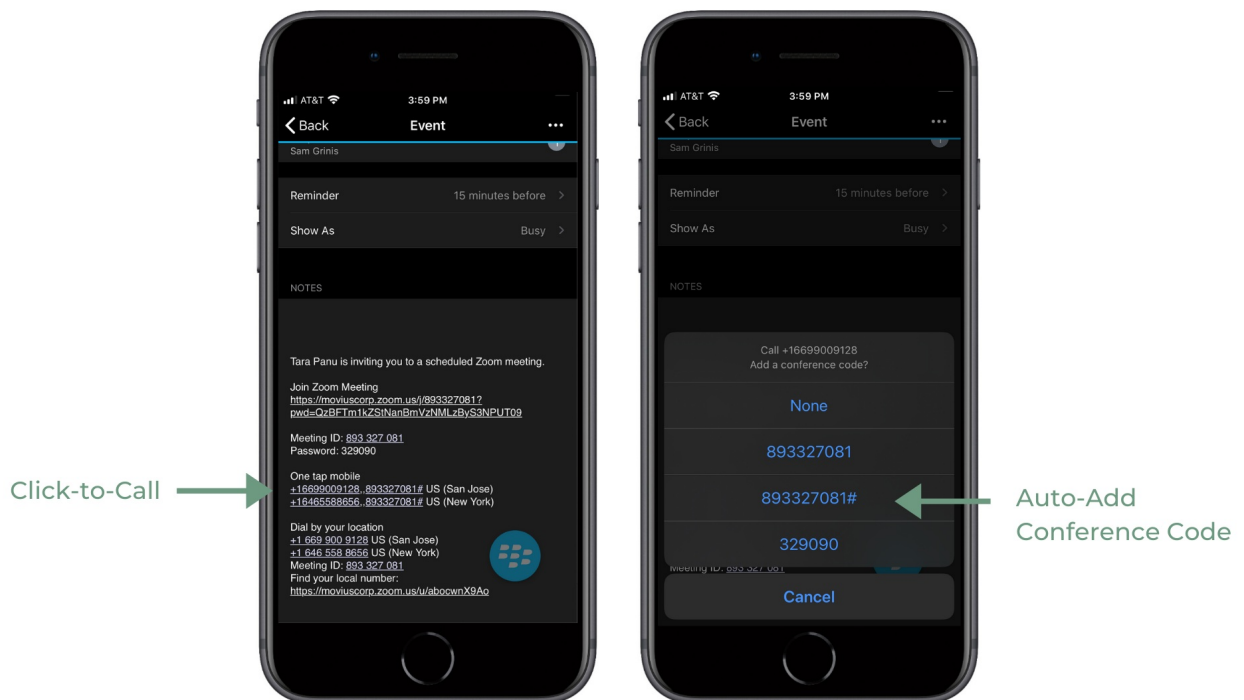 AT&T 3:59 PM
Back Event ...
Sam Grinis
Reminder 15 minutes before
Show As Busy
NOTES
Tara Panu is inviting you to a scheduled Zoom meeting.
Join Zoom Meeting
https://moviuscorp.zoom.us/j/893327081?
pwd=QzBFTm1kZStNanBmVzNMLzByS3NPUT09
Meeting ID: 893 327 081
Password: 329090
One tap mobile
+16699009128,,893327081# US (San Jose)
+16465588656,,893327081# US (New York)
Dial by your location
+1 669 900 9128 US (San Jose)
+1 646 558 8656 US (New York)
Meeting ID: 893 327 081
Find your local number:
https://moviuscorp.zoom.us/u/abocwnX9Ao
Click-to-Call
AT&T 3:59 PM
Back Event ...
Sam Grinis
Reminder 15 minutes before
Show As Busy
NOTES
Call +16699009128
Add a conference code?
None
893327081
893327081#
329090
Meeting ID: 893 327 081
Cancel
Auto-Add
Conference Code